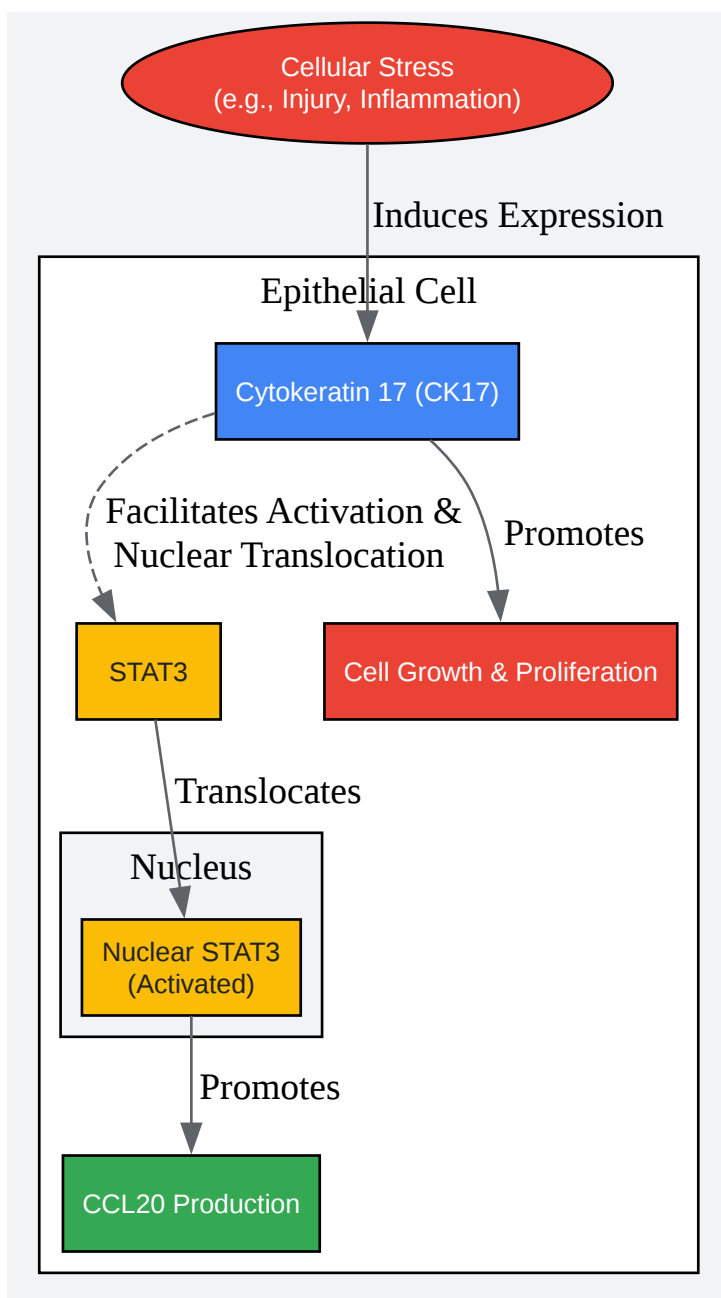 Cellular Stress
(e.g., Injury, Inflammation)
Induces Expression
Epithelial Cell
Cytokeratin 17 (CK17)
Facilitates Activation &
Nuclear Translocation
Promotes
STAT3
Cell Growth & Proliferation
Translocates
Nucleus
Nuclear STAT3
(Activated)
Promotes
CCL20 Production